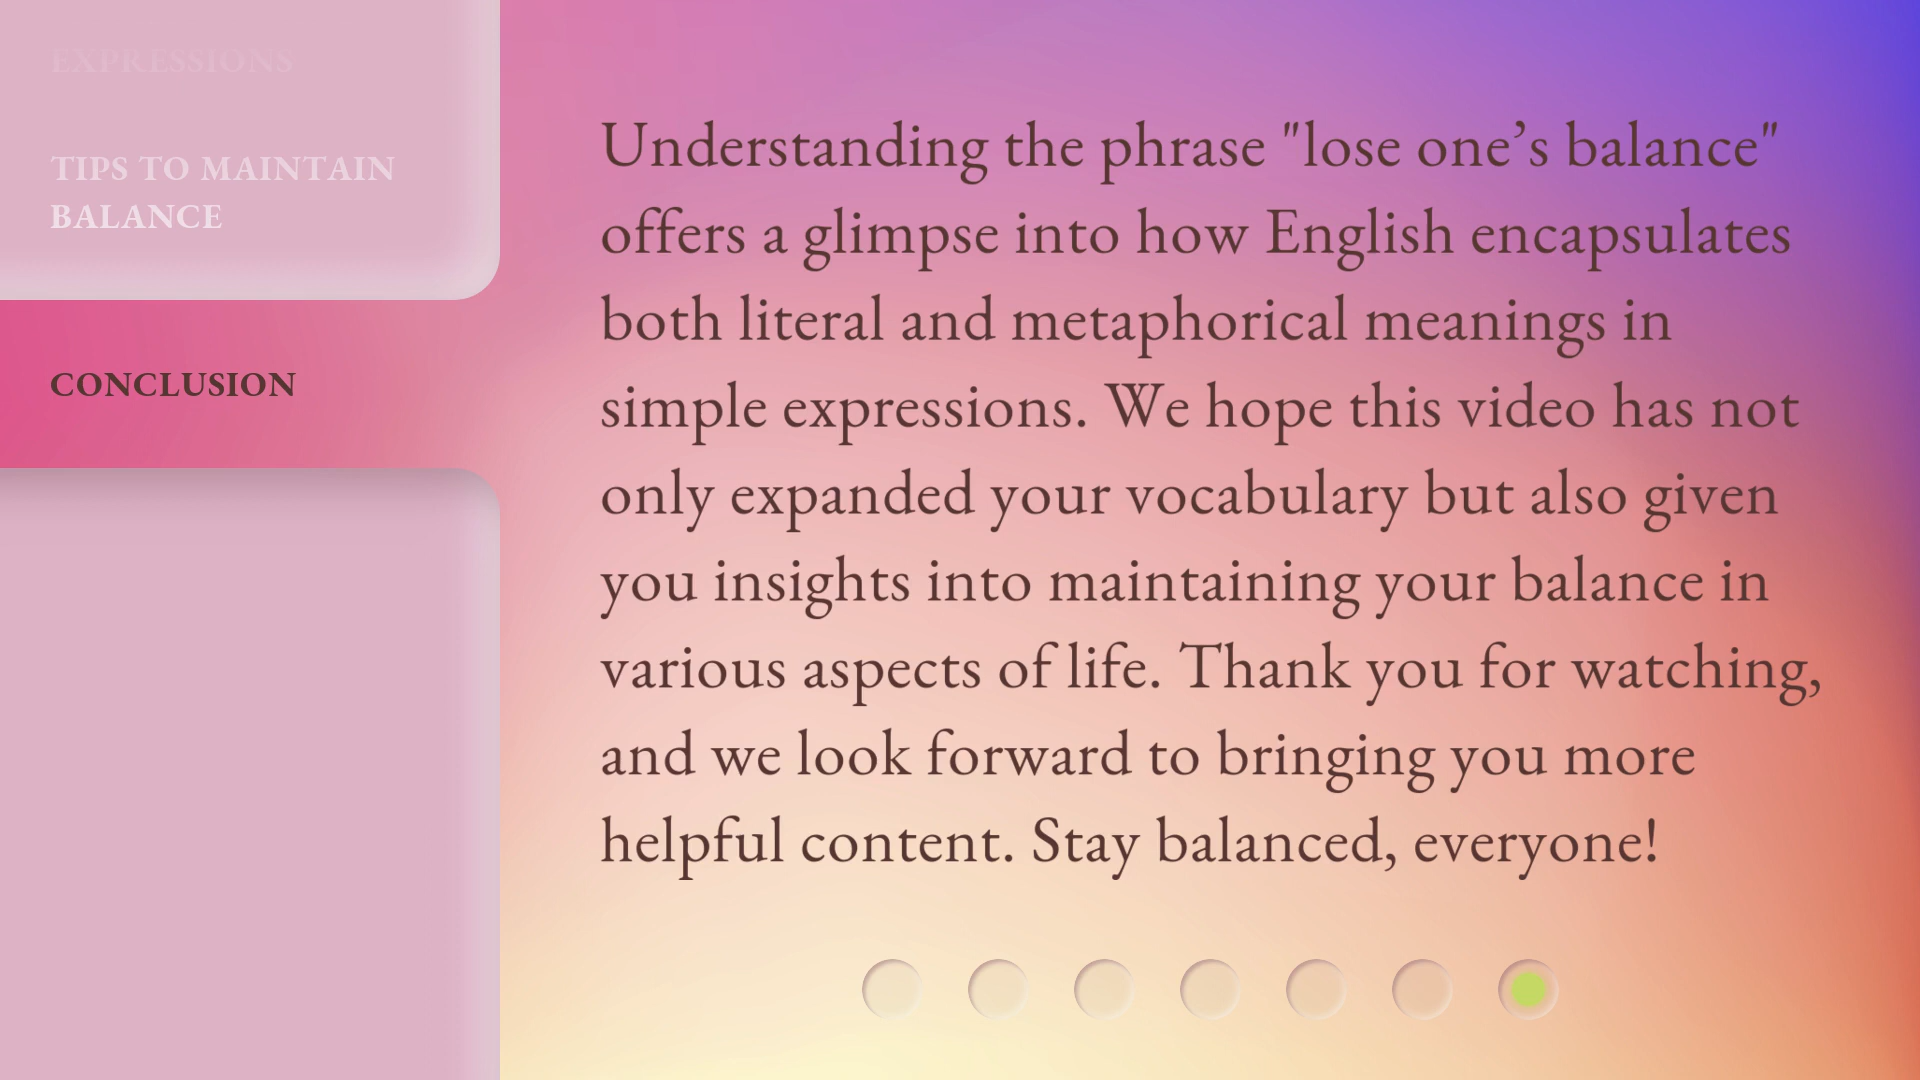 EXPRESSIONS
TIPS TO MAINTAIN
BALANCE
CONCLUSION
Understanding the phrase "lose one’s balance"
offers a glimpse into how English encapsulates
both literal and metaphorical meanings in
simple expressions. We hope this video has not
only expanded your vocabulary but also given
you insights into maintaining your balance in
various aspects of life. Thank you for watching,
and we look forward to bringing you more
helpful content. Stay balanced, everyone!